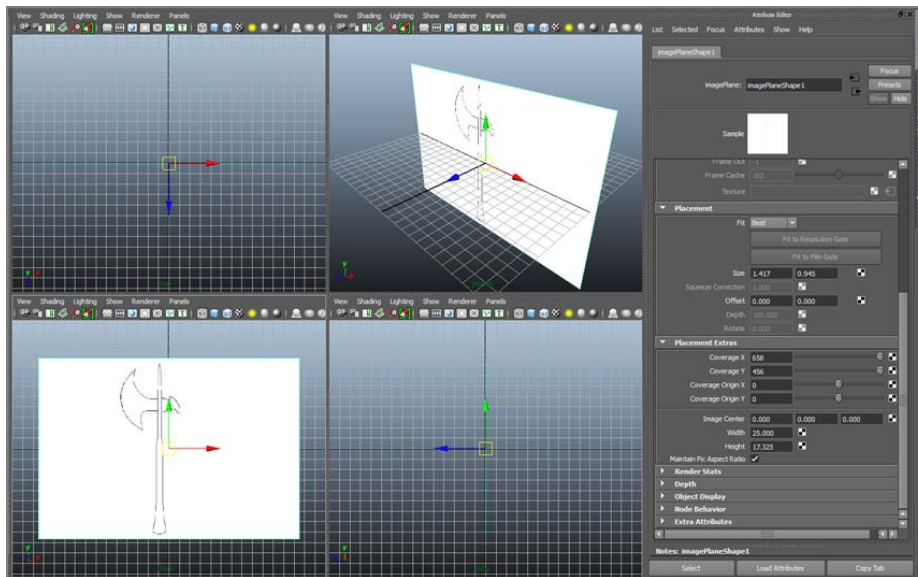 View Shading Lighting Show Renderer Panels
View Shading Lighting Show Renderer Panels
View Shading Lighting Show Renderer Panels
View Shading Lighting Show Renderer Panels
Attribute Editor
List Selected Focus Attributes Show Help
imagePlaneShape1
imagePlane: imagePlaneShape1
Focus
Presets
Show Hide
Sample
Frame Out -1
Frame Cache 102
Texture
Placement
Fit Best
Fit to Resolution Gate
Fit to Film Gate
Size 1.417 0.945
Squeeze Correction 1.000
Offset 0.000 0.000
Depth 100.000
Rotate 0.000
Placement Extras
Coverage X 658
Coverage Y 456
Coverage Origin X 0
Coverage Origin Y 0
Image Center 0.000 0.000 0.000
Width 25.000
Height 17.325
Maintain Pic Aspect Ratio
Render Stats
Depth
Object Display
Node Behavior
Extra Attributes
Notes: imagePlaneShape1
Select Load Attributes Copy Tab